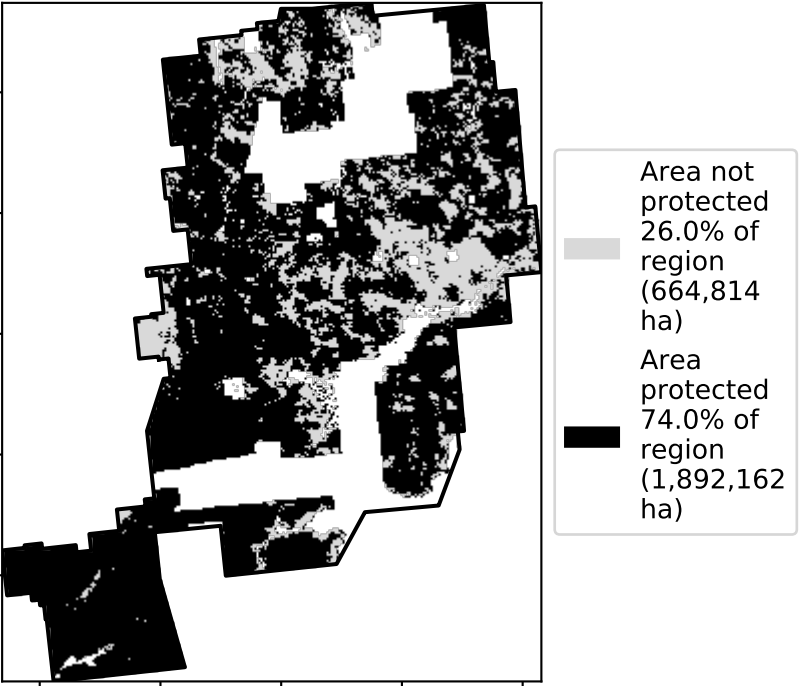 Area not
protected
26.0% of
region
(664,814
ha)
Area
protected
74.0% of
region
(1,892,162
ha)